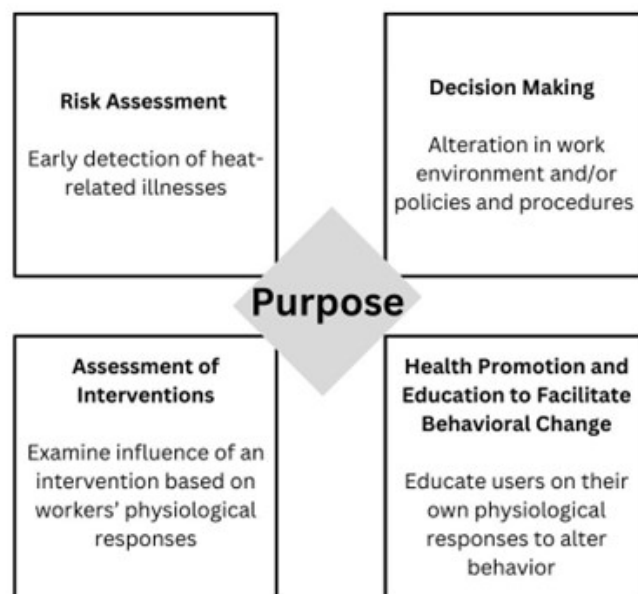 Risk Assessment
Early detection of heat-
related illnesses
Decision Making
Alteration in work
environment and/or
policies and procedures
Purpose
Assessment of
Interventions
Examine influence of an
intervention based on
workers' physiological
responses
Health Promotion and
Education to Facilitate
Behavioral Change
Educate users on their
own physiological
responses to alter
behavior